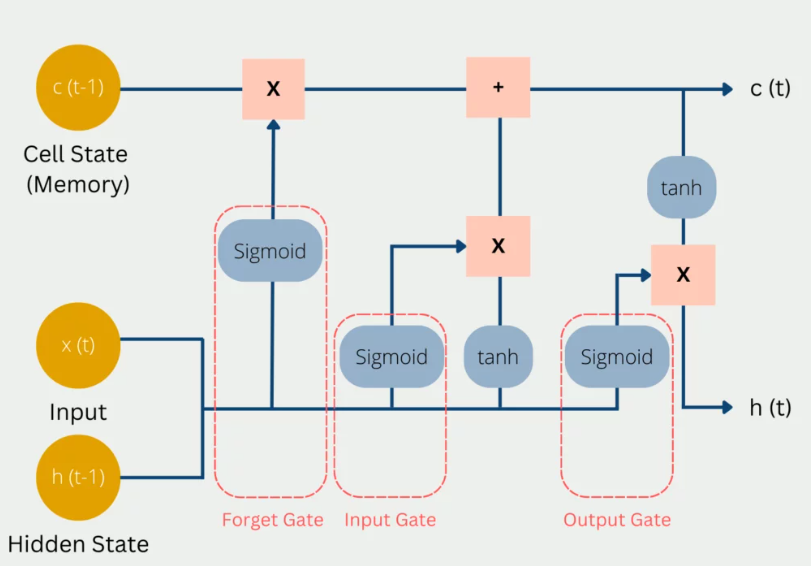 c (t-1)
X
+
c (t)
Cell State
(Memory)
tanh
Sigmoid
X
X
x (t)
Sigmoid
tanh
Sigmoid
Input
h (t)
h (t-1)
Forget Gate
Input Gate
Output Gate
Hidden State